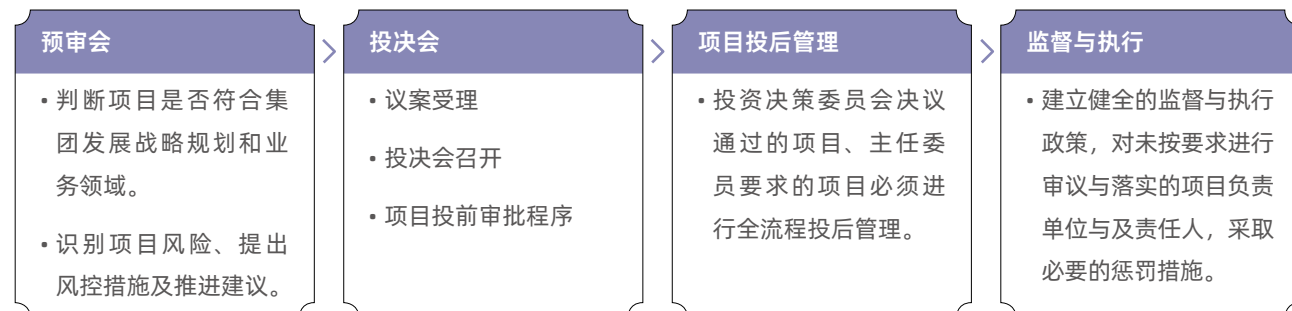 预审会
• 判断项目是否符合集
团发展战略规划和业
务领域。
• 识别项目风险、提出
风控措施及推进建议。
投决会
• 议案受理
• 投决会召开
• 项目投前审批程序
项目投后管理
• 投资决策委员会决议
通过的项目、主任委
员要求的项目必须进
行全流程投后管理。
监督与执行
• 建立健全的监督与执行
政策，对未按要求进行
审议与落实的项目负责
单位与及责任人，采取
必要的惩罚措施。